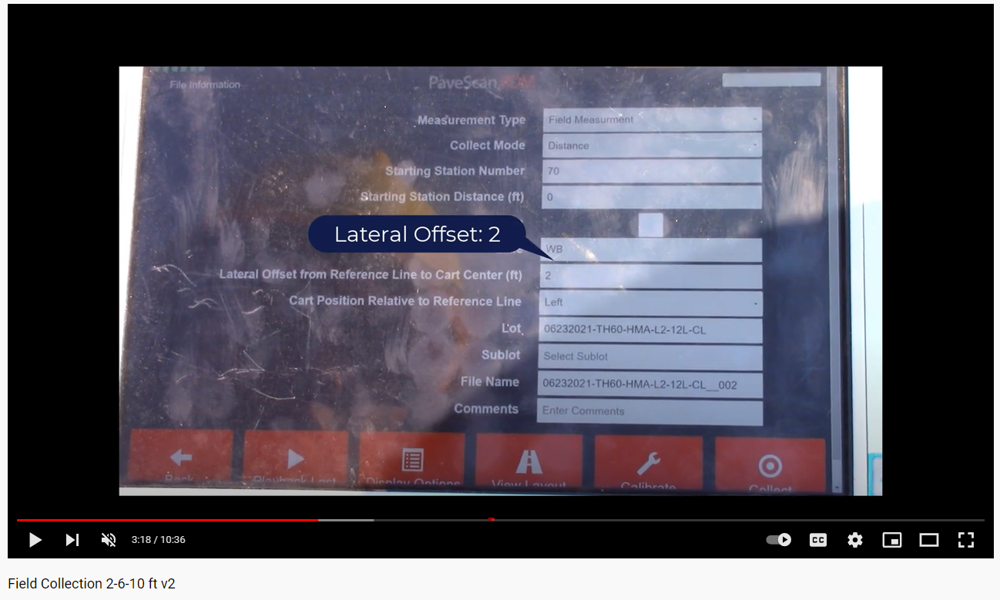 File Information
PaveScan RDM
Measurement Type
Field Measurment
Collect Mode
Distance
Starting Station Number
70
Starting Station Distance (ft)
0
Lateral Offset: 2
WB
Lateral Offset from Reference Line to Cart Center (ft)
2
Cart Position Relative to Reference Line
Left
Lot
06232021-TH60-HMA-L2-12L-CL
Sublot
Select Sublot
File Name
06232021-TH60-HMA-L2-12L-CL__002
Comments
Enter Comments
Back
Playback Last
Display Options
View Layout
Calibrate
Collect
3:18 / 10:36
CC
Field Collection 2-6-10 ft v2